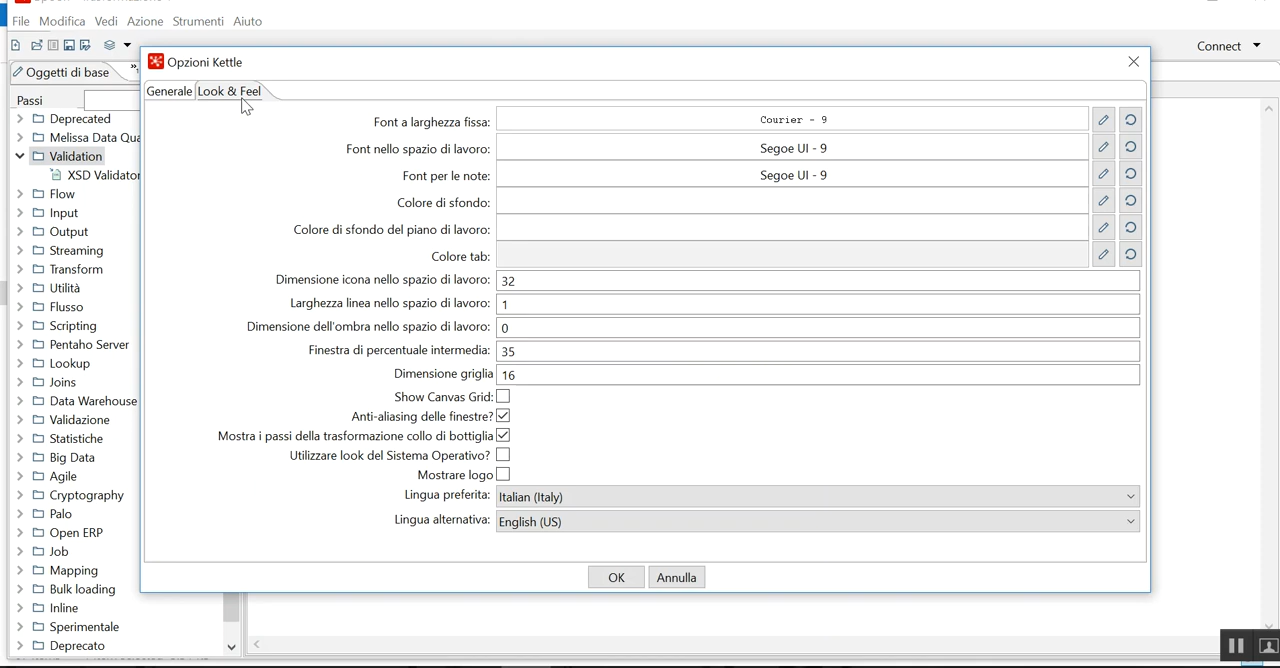 File Modifica Vedi Azione Strumenti Aiuto
Connect
Oggetti di base »
Passi
Deprecated
Melissa Data Qua
Validation
XSD Validator
Flow
Input
Output
Streaming
Transform
Utilità
Flusso
Scripting
Pentaho Server
Lookup
Joins
Data Warehouse
Validazione
Statistiche
Big Data
Agile
Cryptography
Palo
Open ERP
Job
Mapping
Bulk loading
Inline
Sperimentale
Deprecato
Opzioni Kettle
Generale Look & Feel
Font a larghezza fissa: Courier - 9
Font nello spazio di lavoro: Segoe UI - 9
Font per le note: Segoe UI - 9
Colore di sfondo:
Colore di sfondo del piano di lavoro:
Colore tab:
Dimensione icona nello spazio di lavoro: 32
Larghezza linea nello spazio di lavoro: 1
Dimensione dell'ombra nello spazio di lavoro: 0
Finestra di percentuale intermedia: 35
Dimensione griglia 16
Show Canvas Grid:
Anti-aliasing delle finestre?
Mostra i passi della trasformazione collo di bottiglia
Utilizzare look del Sistema Operativo?
Mostrare logo
Lingua preferita: Italian (Italy)
Lingua alternativa: English (US)
OK Annulla